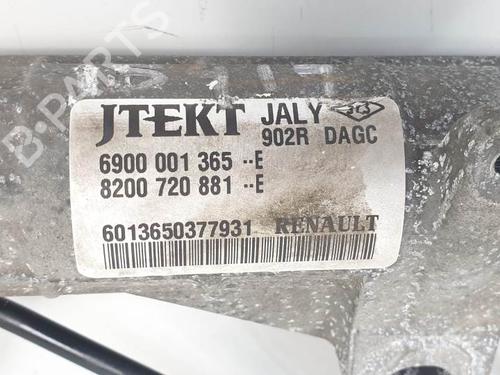 JTEKT JALY
902R DAGC
6900 001 365 --E
8200 720 881 --E
6013650377931 RENAULT
B-PARTS